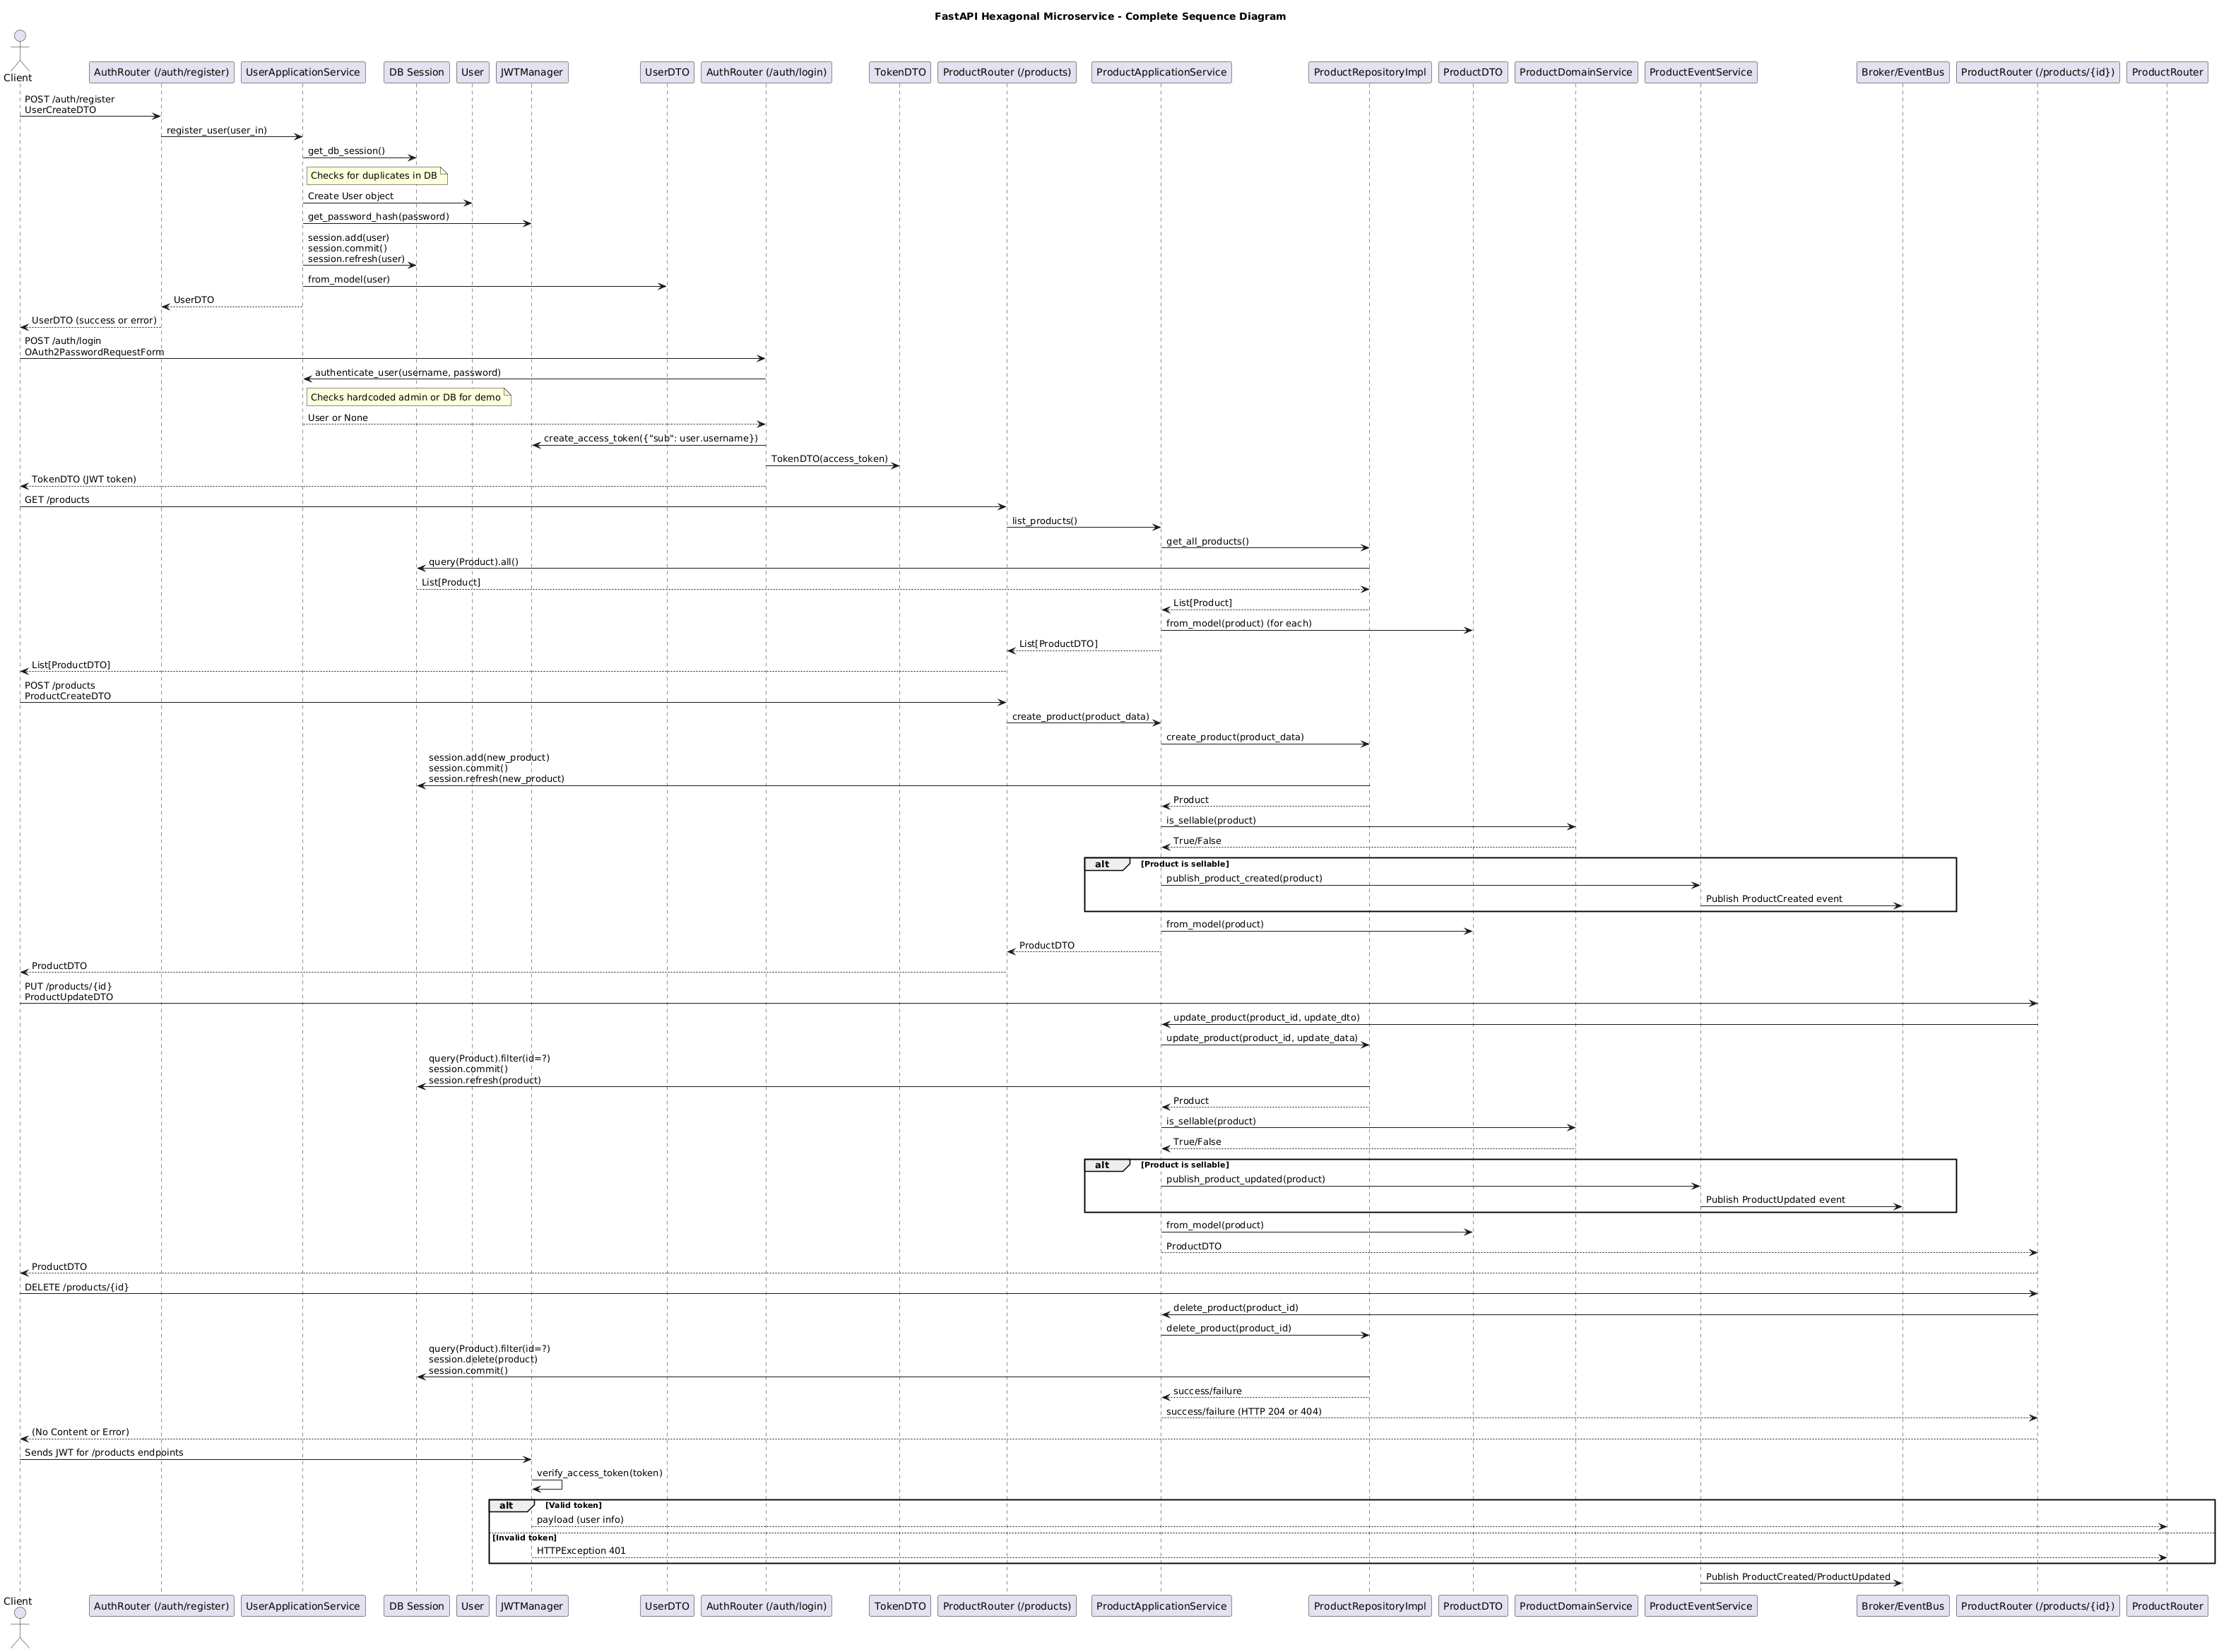 FastAPI Hexagonal Microservice - Complete Sequence Diagram
Client
AuthRouter (/auth/register)
UserApplicationService
DB Session
User
JWTManager
UserDTO
AuthRouter (/auth/login)
TokenDTO
ProductRouter (/products)
ProductApplicationService
ProductRepositoryImpl
ProductDTO
ProductDomainService
ProductEventService
Broker/EventBus
ProductRouter (/products/{id})
ProductRouter
POST /auth/register
UserCreateDTO
register_user(user_in)
get_db_session()
Checks for duplicates in DB
Create User object
get_password_hash(password)
session.add(user)
session.commit()
session.refresh(user)
from_model(user)
UserDTO
UserDTO (success or error)
POST /auth/login
OAuth2PasswordRequestForm
authenticate_user(username, password)
Checks hardcoded admin or DB for demo
User or None
create_access_token({"sub": user.username})
TokenDTO(access_token)
TokenDTO (JWT token)
GET /products
list_products()
get_all_products()
query(Product).all()
List[Product]
List[Product]
from_model(product) (for each)
List[ProductDTO]
List[ProductDTO]
POST /products
ProductCreateDTO
create_product(product_data)
create_product(product_data)
session.add(new_product)
session.commit()
session.refresh(new_product)
Product
is_sellable(product)
True/False
alt [Product is sellable]
publish_product_created(product)
Publish ProductCreated event
from_model(product)
ProductDTO
ProductDTO
PUT /products/{id}
ProductUpdateDTO
update_product(product_id, update_dto)
update_product(product_id, update_data)
query(Product).filter(id=?)
session.commit()
session.refresh(product)
Product
is_sellable(product)
True/False
alt [Product is sellable]
publish_product_updated(product)
Publish ProductUpdated event
from_model(product)
ProductDTO
ProductDTO
DELETE /products/{id}
delete_product(product_id)
delete_product(product_id)
query(Product).filter(id=?)
session.delete(product)
session.commit()
success/failure
success/failure (HTTP 204 or 404)
(No Content or Error)
Sends JWT for /products endpoints
verify_access_token(token)
alt [Valid token]
payload (user info)
[Invalid token]
HTTPException 401
Publish ProductCreated/ProductUpdated
Client
AuthRouter (/auth/register)
UserApplicationService
DB Session
User
JWTManager
UserDTO
AuthRouter (/auth/login)
TokenDTO
ProductRouter (/products)
ProductApplicationService
ProductRepositoryImpl
ProductDTO
ProductDomainService
ProductEventService
Broker/EventBus
ProductRouter (/products/{id})
ProductRouter